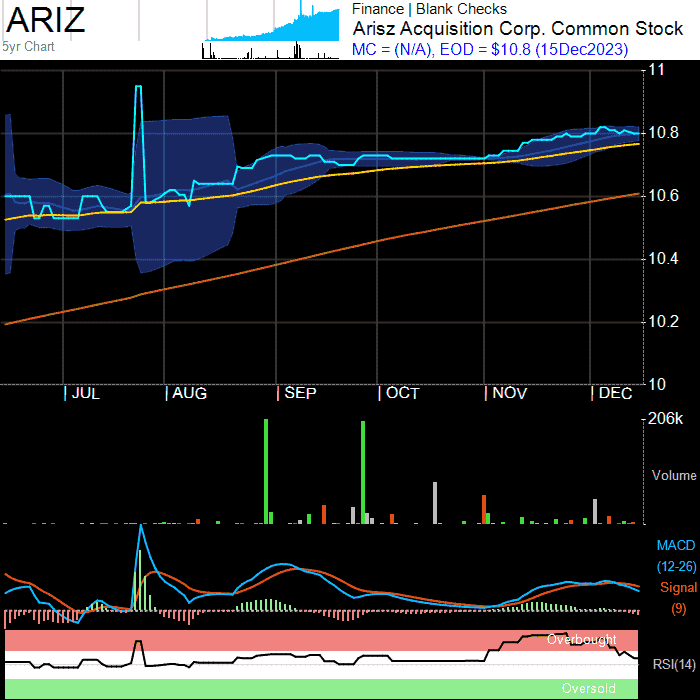 ARIZ
5yr Chart
Finance | Blank Checks
Arisz Acquisition Corp. Common Stock
MC = (N/A), EOD = $10.8 (15Dec2023)
11
10.8
10.6
10.4
10.2
10
JUL AUG SEP OCT NOV DEC
206k
Volume
MACD
(12-26)
Signal
(9)
Overbought
RSI(14)
Oversold